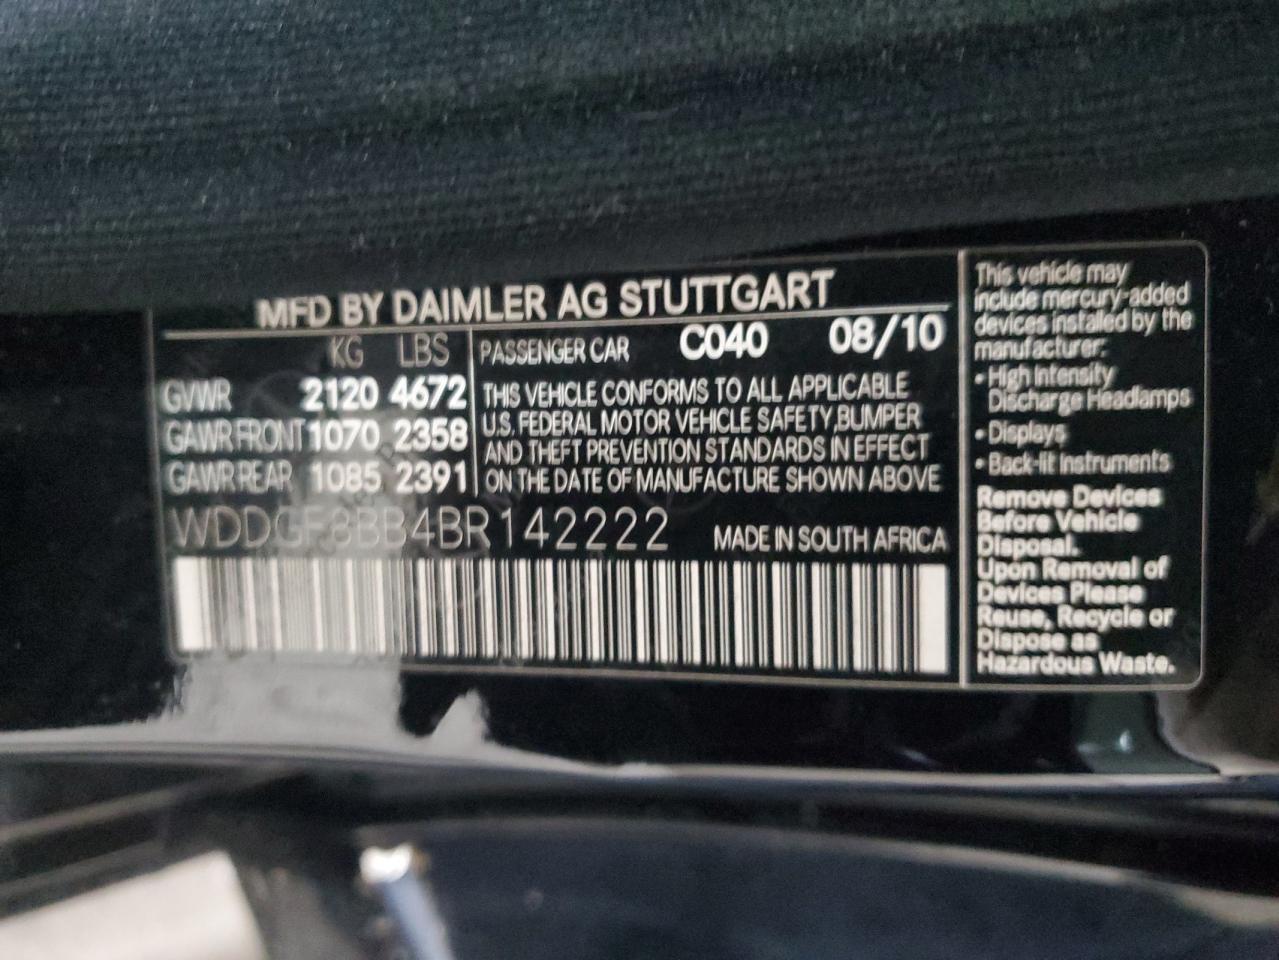 MFD BY DAIMLER AG STUTTGART
KG LBS
GVWR 2120 4672
GAWR FRONT 1070 2358
GAWR REAR 1085 2391
PASSENGER CAR C040 08/10
THIS VEHICLE CONFORMS TO ALL APPLICABLE
U.S. FEDERAL MOTOR VEHICLE SAFETY,BUMPER
AND THEFT PREVENTION STANDARDS IN EFFECT
ON THE DATE OF MANUFACTURE SHOWN ABOVE
WDDGF8BB4BR142222 MADE IN SOUTH AFRICA
This vehicle may
include mercury-added
devices installed by the
manufacturer:
• High Intensity
Discharge Headlamps
• Displays
• Back-lit Instruments
Remove Devices
Before Vehicle
Disposal.
Upon Removal of
Devices Please
Reuse, Recycle or
Dispose as
Hazardous Waste.